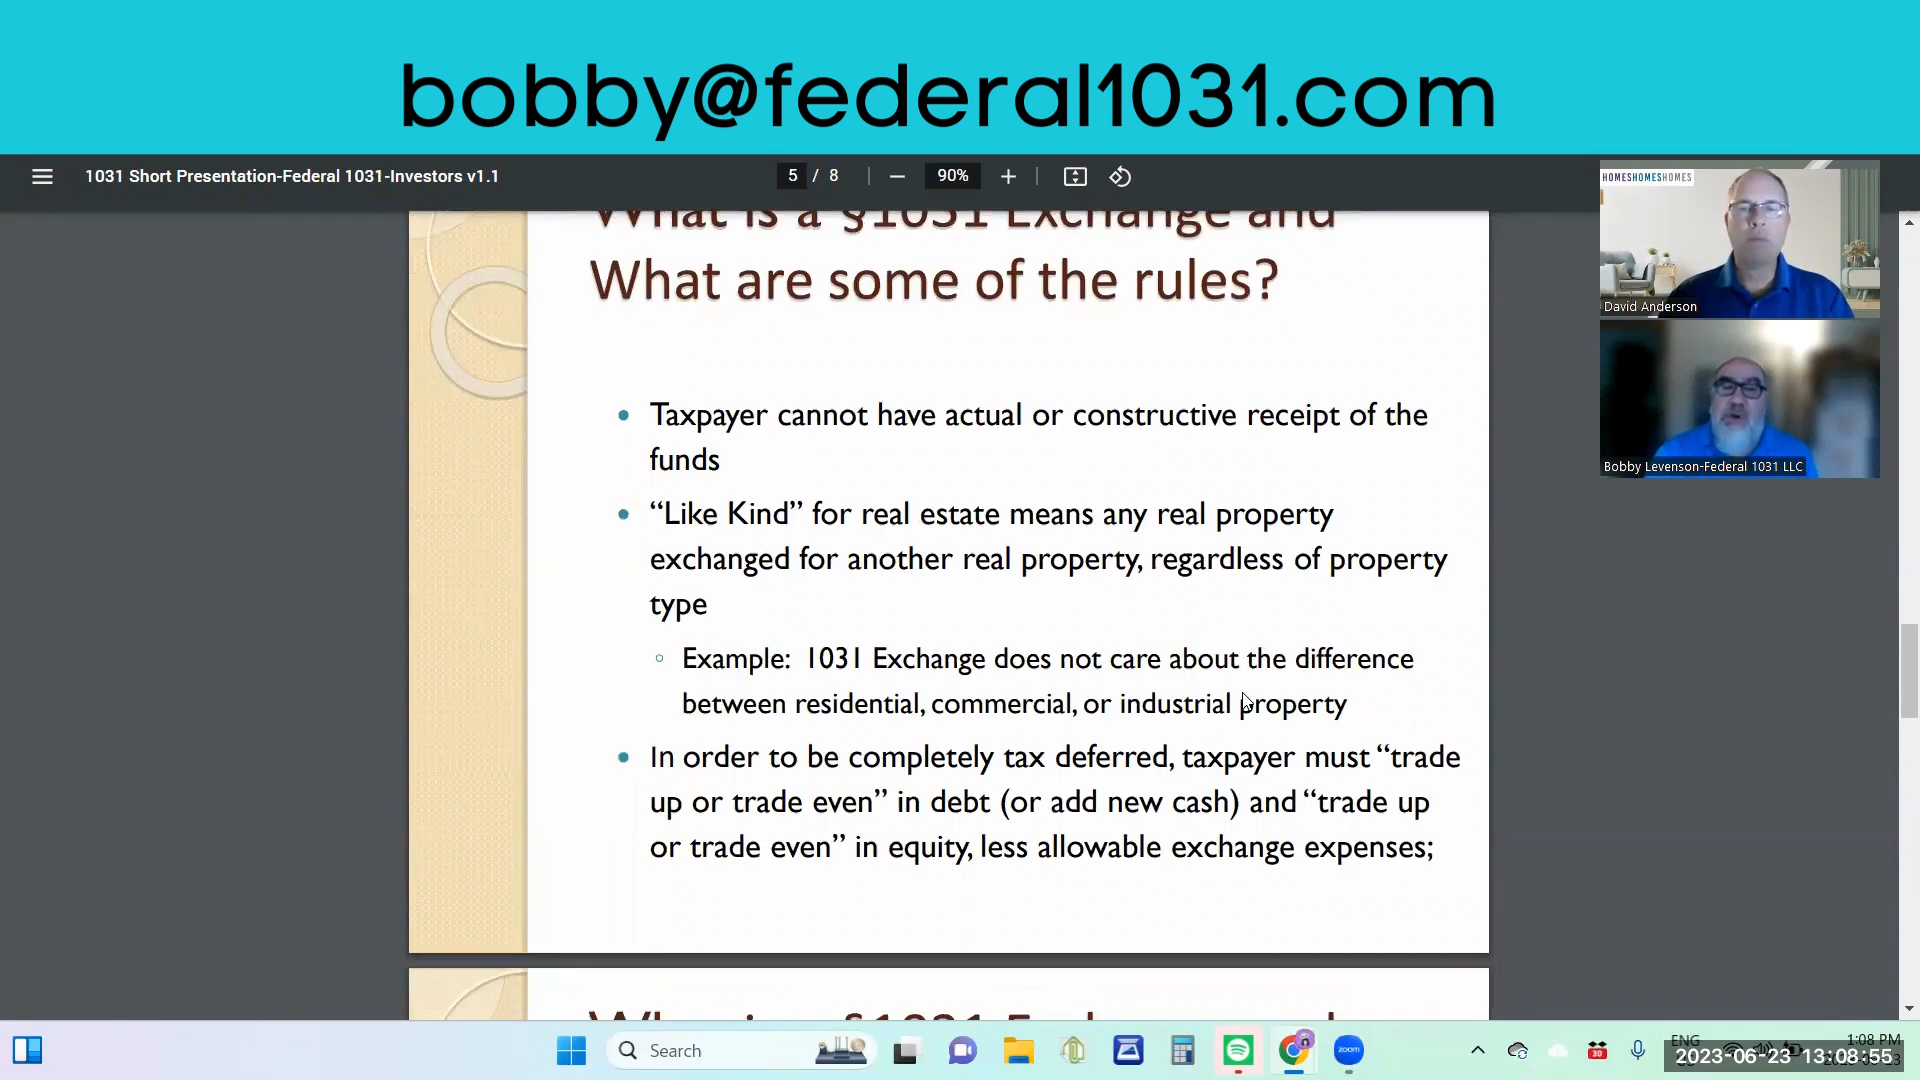 bobby@federal1031.com
1031 Short Presentation-Federal 1031-Investors v1.1
5 / 8
90%
HOMESHOMESHOMES
David Anderson
Bobby Levenson-Federal 1031 LLC
What is a §1031 Exchange and
What are some of the rules?
• Taxpayer cannot have actual or constructive receipt of the
funds
• “Like Kind” for real estate means any real property
exchanged for another real property, regardless of property
type
◦ Example: 1031 Exchange does not care about the difference
between residential, commercial, or industrial property
• In order to be completely tax deferred, taxpayer must “trade
up or trade even” in debt (or add new cash) and “trade up
or trade even” in equity, less allowable exchange expenses;
Search
zoom
30
ENG
1:08 PM
2023-06-23 13:08:55